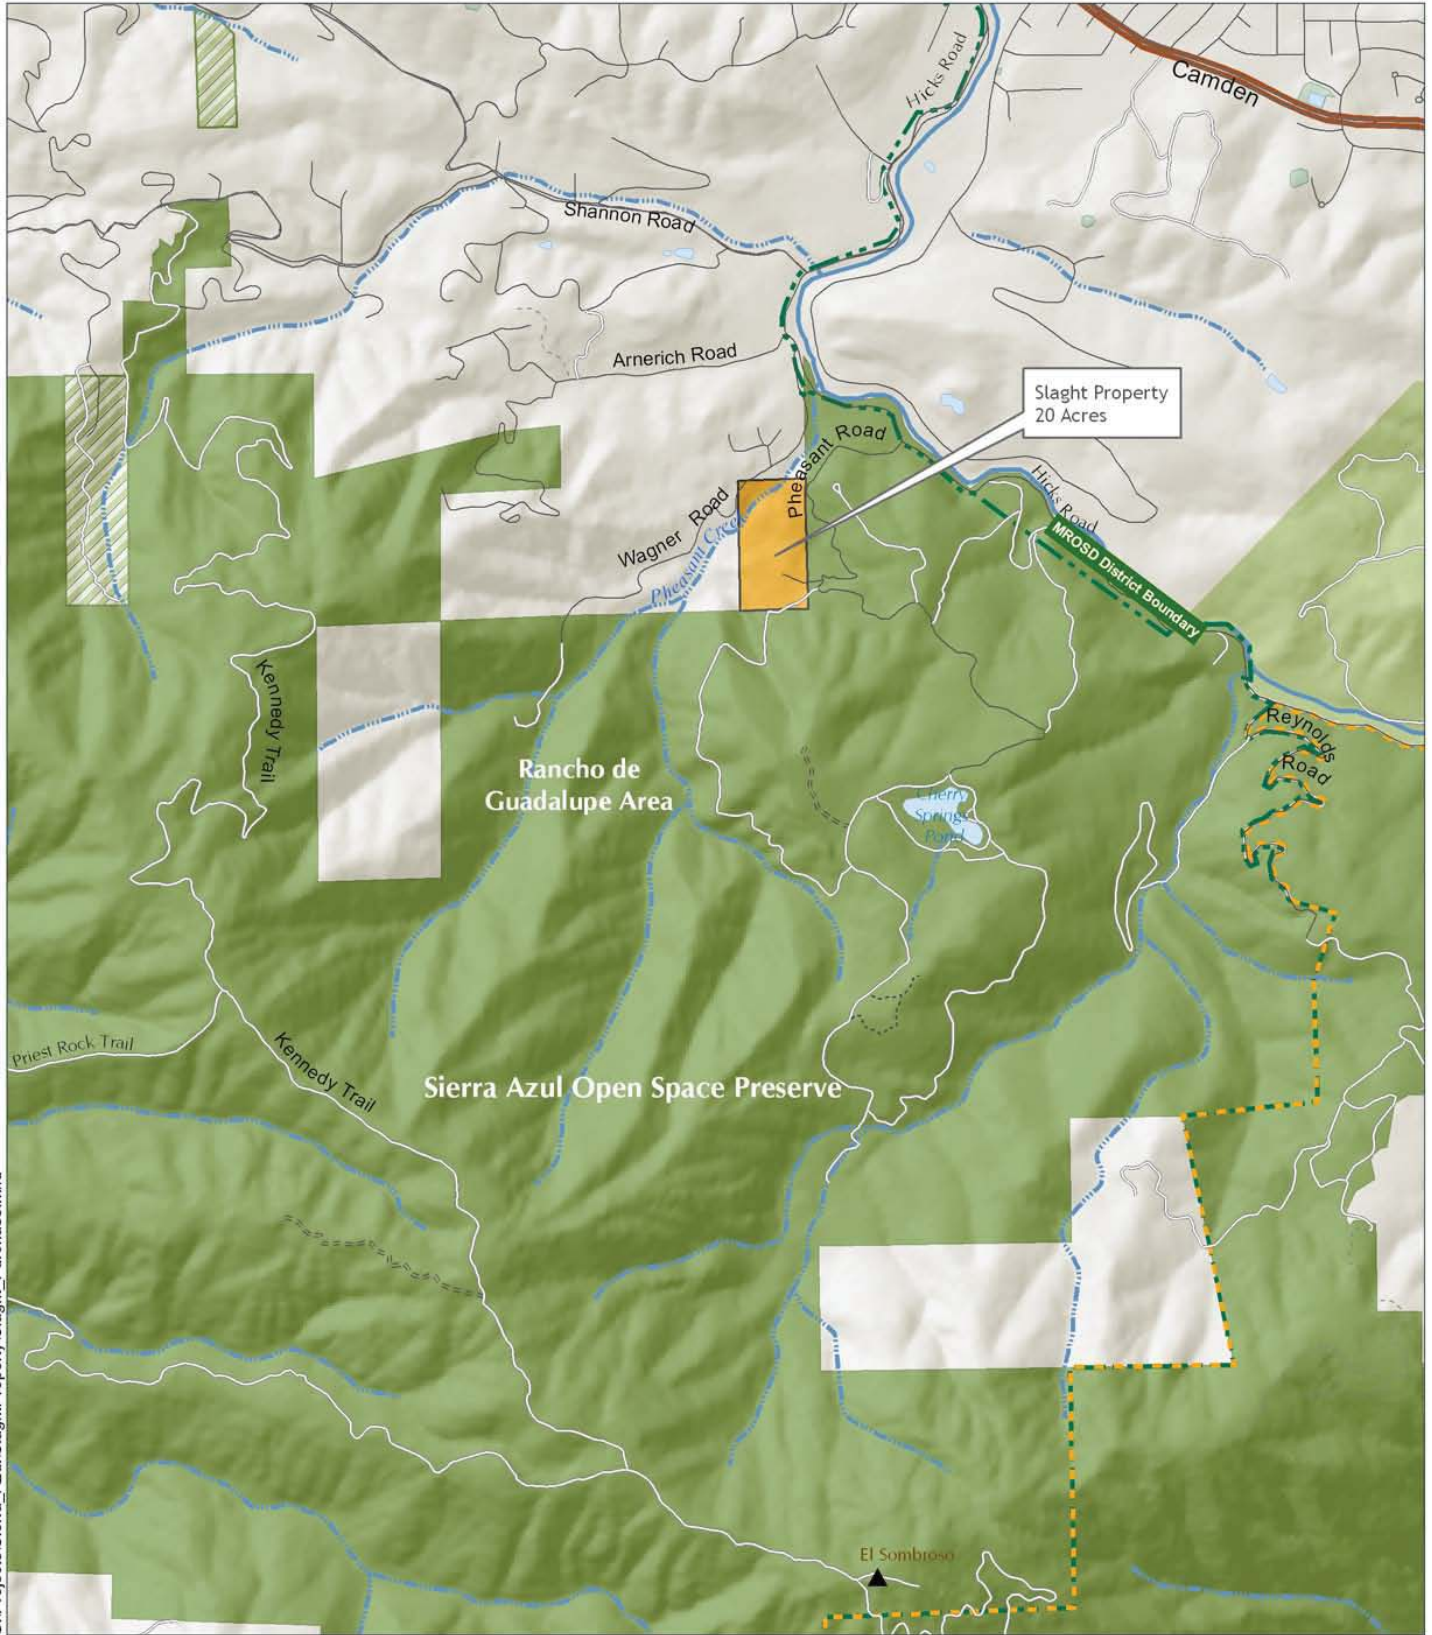 Hicks Road
Camden
Shannon Road
Arnerich Road
Slaght Property
20 Acres
Pheasant Road
Hicks Road
Wagner Road
Pheasant Creek
MROSD District Boundary
Kennedy Trail
Reynolds
Road
Rancho de
Guadalupe Area
Cherry
Springs
Pond
Priest Rock Trail
Kennedy Trail
Sierra Azul Open Space Preserve
El Sombroso